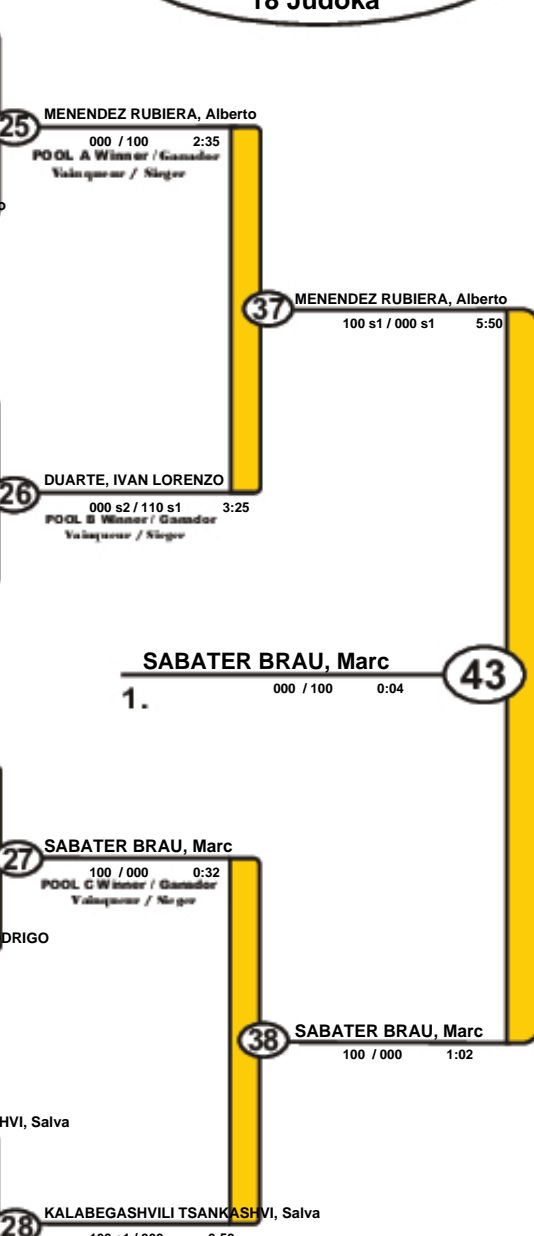 18 Judoka
25 MENENDEZ RUBIERA, Alberto
000 / 100 2:35
POOL A Winner / Ganador
Vainqueur / Sieger
37 MENENDEZ RUBIERA, Alberto
100 s1 / 000 s1 5:50
26 DUARTE, IVAN LORENZO
000 s2 / 110 s1 3:25
POOL B Winner / Ganador
Vainqueur / Sieger
SABATER BRAU, Marc
43
1. 000 / 100 0:04
27 SABATER BRAU, Marc
100 / 000 0:32
POOL C Winner / Ganador
Vainqueur / Sieger
DRIGO
38 SABATER BRAU, Marc
100 / 000 1:02
HVI, Salva
28 KALABEGASHVILI TSANKASHVI, Salva